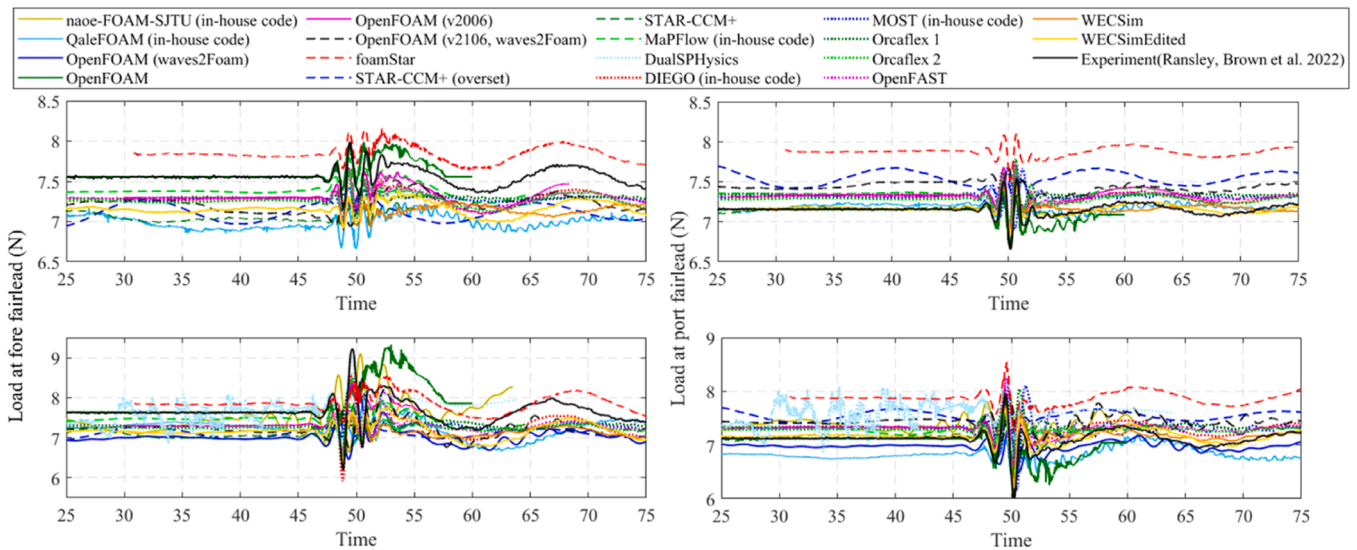 naoe-FOAM-SJTU (in-house code) OpenFOAM (v2006) STAR-CCM+ MOST (in-house code) WECSim
QaleFOAM (in-house code) OpenFOAM (v2106, waves2Foam) MaPFlow (in-house code) Orcaflex 1 WECSimEdited
OpenFOAM (waves2Foam) foamStar DualSPHysics Orcaflex 2 Experiment(Ransley, Brown et al. 2022)
OpenFOAM STAR-CCM+ (overset) DIEGO (in-house code) OpenFAST
Load at fore fairlead (N)
8.5
8
7.5
7
6.5
25 30 35 40 45 50 55 60 65 70 75
Time
Load at port fairlead (N)
8.5
8
7.5
7
6.5
25 30 35 40 45 50 55 60 65 70 75
Time
9
8
7
6
25 30 35 40 45 50 55 60 65 70 75
Time
9
8
7
6
25 30 35 40 45 50 55 60 65 70 75
Time